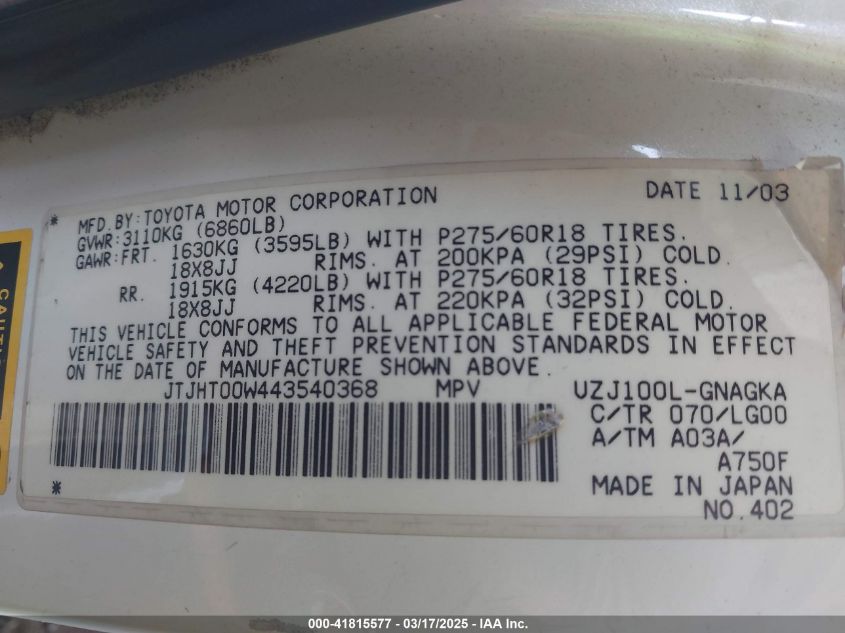 * MFD.BY:TOYOTA MOTOR CORPORATION DATE 11/03
GVWR:3110KG (6860LB)
GAWR:FRT. 1630KG (3595LB) WITH P275/60R18 TIRES.
18X8JJ RIMS. AT 200KPA (29PSI) COLD.
RR. 1915KG (4220LB) WITH P275/60R18 TIRES.
18X8JJ RIMS. AT 220KPA (32PSI) COLD.
THIS VEHICLE CONFORMS TO ALL APPLICABLE FEDERAL MOTOR
VEHICLE SAFETY AND THEFT PREVENTION STANDARDS IN EFFECT
ON THE DATE OF MANUFACTURE SHOWN ABOVE.
JTJHT00W443540368 MPV UZJ100L-GNAGKA
C/TR 070/LG00
A/TM A03A/
A750F
* MADE IN JAPAN
NO.402
CAUTI
000-41815577 - 03/17/2025 - IAA Inc.